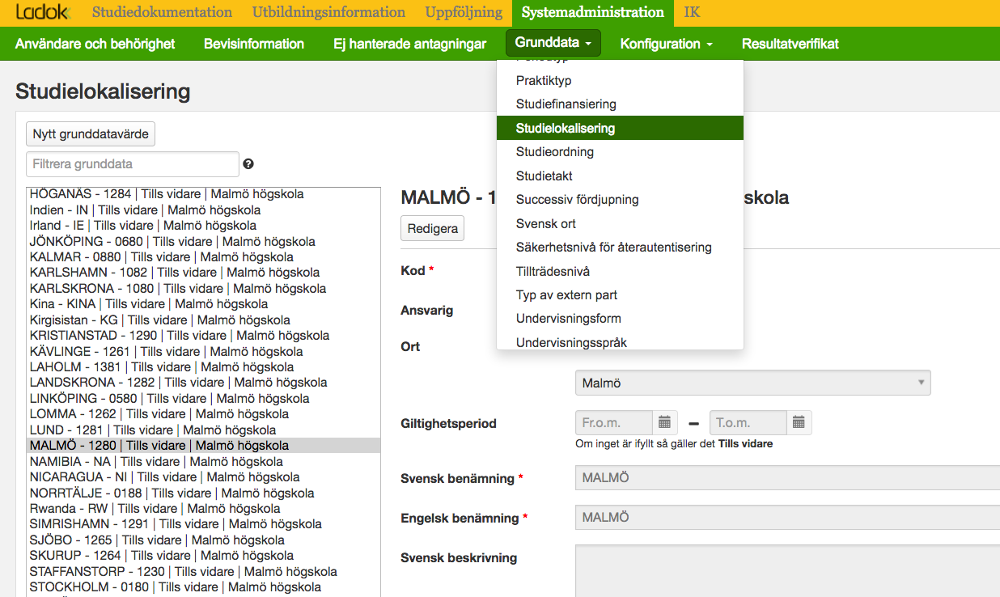 Ladok Studiedokumentation Utbildningsinformation Uppföljning Systemadministration IK
Användare och behörighet Bevisinformation Ej hanterade antagningar Grunddata Konfiguration Resultatverifikat
Studielokalisering
Nytt grunddatavärde
Filtrera grunddata
HÖGANÄS - 1284 | Tills vidare | Malmö högskola
Indien - IN | Tills vidare | Malmö högskola
Irland - IE | Tills vidare | Malmö högskola
JÖNKÖPING - 0680 | Tills vidare | Malmö högskola
KALMAR - 0880 | Tills vidare | Malmö högskola
KARLSHAMN - 1082 | Tills vidare | Malmö högskola
KARLSKRONA - 1080 | Tills vidare | Malmö högskola
Kina - KINA | Tills vidare | Malmö högskola
Kirgisistan - KG | Tills vidare | Malmö högskola
KRISTIANSTAD - 1290 | Tills vidare | Malmö högskola
KÄVLINGE - 1261 | Tills vidare | Malmö högskola
LAHOLM - 1381 | Tills vidare | Malmö högskola
LANDSKRONA - 1282 | Tills vidare | Malmö högskola
LINKÖPING - 0580 | Tills vidare | Malmö högskola
LOMMA - 1262 | Tills vidare | Malmö högskola
LUND - 1281 | Tills vidare | Malmö högskola
MALMÖ - 1280 | Tills vidare | Malmö högskola
NAMIBIA - NA | Tills vidare | Malmö högskola
NICARAGUA - NI | Tills vidare | Malmö högskola
NORRTÄLJE - 0188 | Tills vidare | Malmö högskola
Rwanda - RW | Tills vidare | Malmö högskola
SIMRISHAMN - 1291 | Tills vidare | Malmö högskola
SJÖBO - 1265 | Tills vidare | Malmö högskola
SKURUP - 1264 | Tills vidare | Malmö högskola
STAFFANSTORP - 1230 | Tills vidare | Malmö högskola
STOCKHOLM - 0180 | Tills vidare | Malmö högskola
Periodtyp
Praktiktyp
Studiefinansiering
Studielokalisering
Studieordning
Studietakt
Successiv fördjupning
Svensk ort
Säkerhetsnivå för återautentisering
Tillträdesnivå
Typ av extern part
Undervisningsform
Undervisningsspråk
MALMÖ - 1 skola
Redigera
Kod *
Ansvarig
Ort
Malmö
Giltighetsperiod Fr.o.m. – T.o.m.
Om inget är ifyllt så gäller det Tills vidare
Svensk benämning * MALMÖ
Engelsk benämning * MALMÖ
Svensk beskrivning